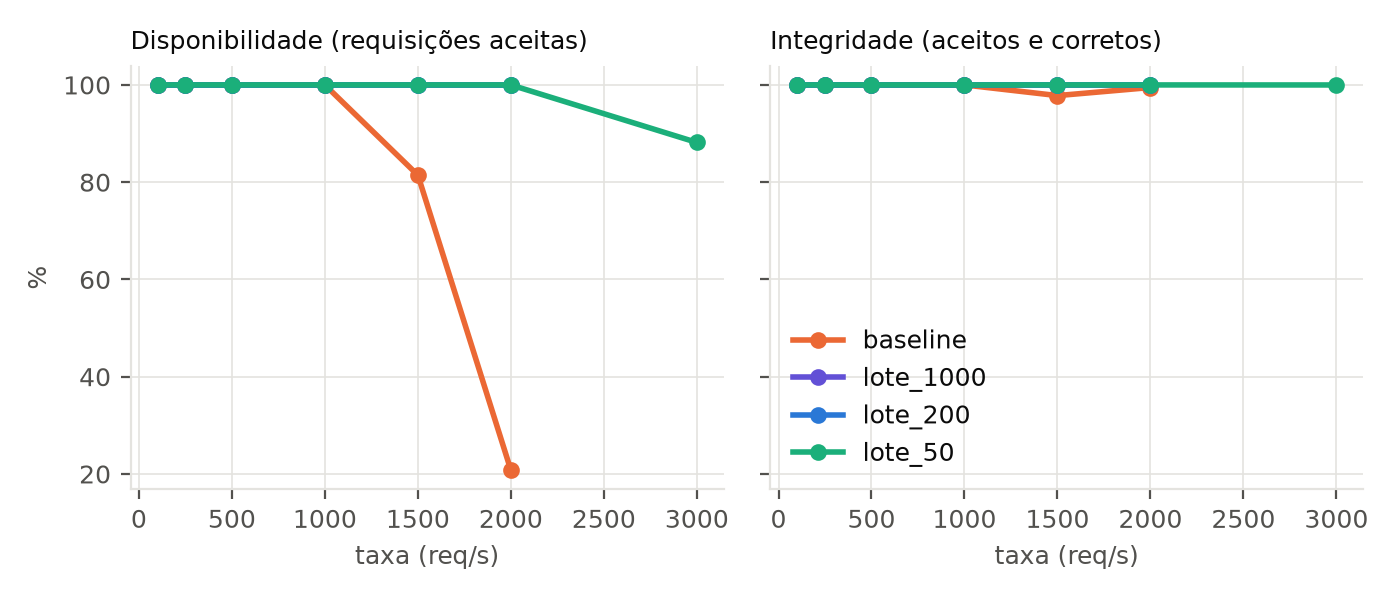 Disponibilidade (requisições aceitas)
100
80
60
40
20
%
0 500 1000 1500 2000 2500 3000
taxa (req/s)
Integridade (aceitos e corretos)
baseline
lote_1000
lote_200
lote_50
0 500 1000 1500 2000 2500 3000
taxa (req/s)